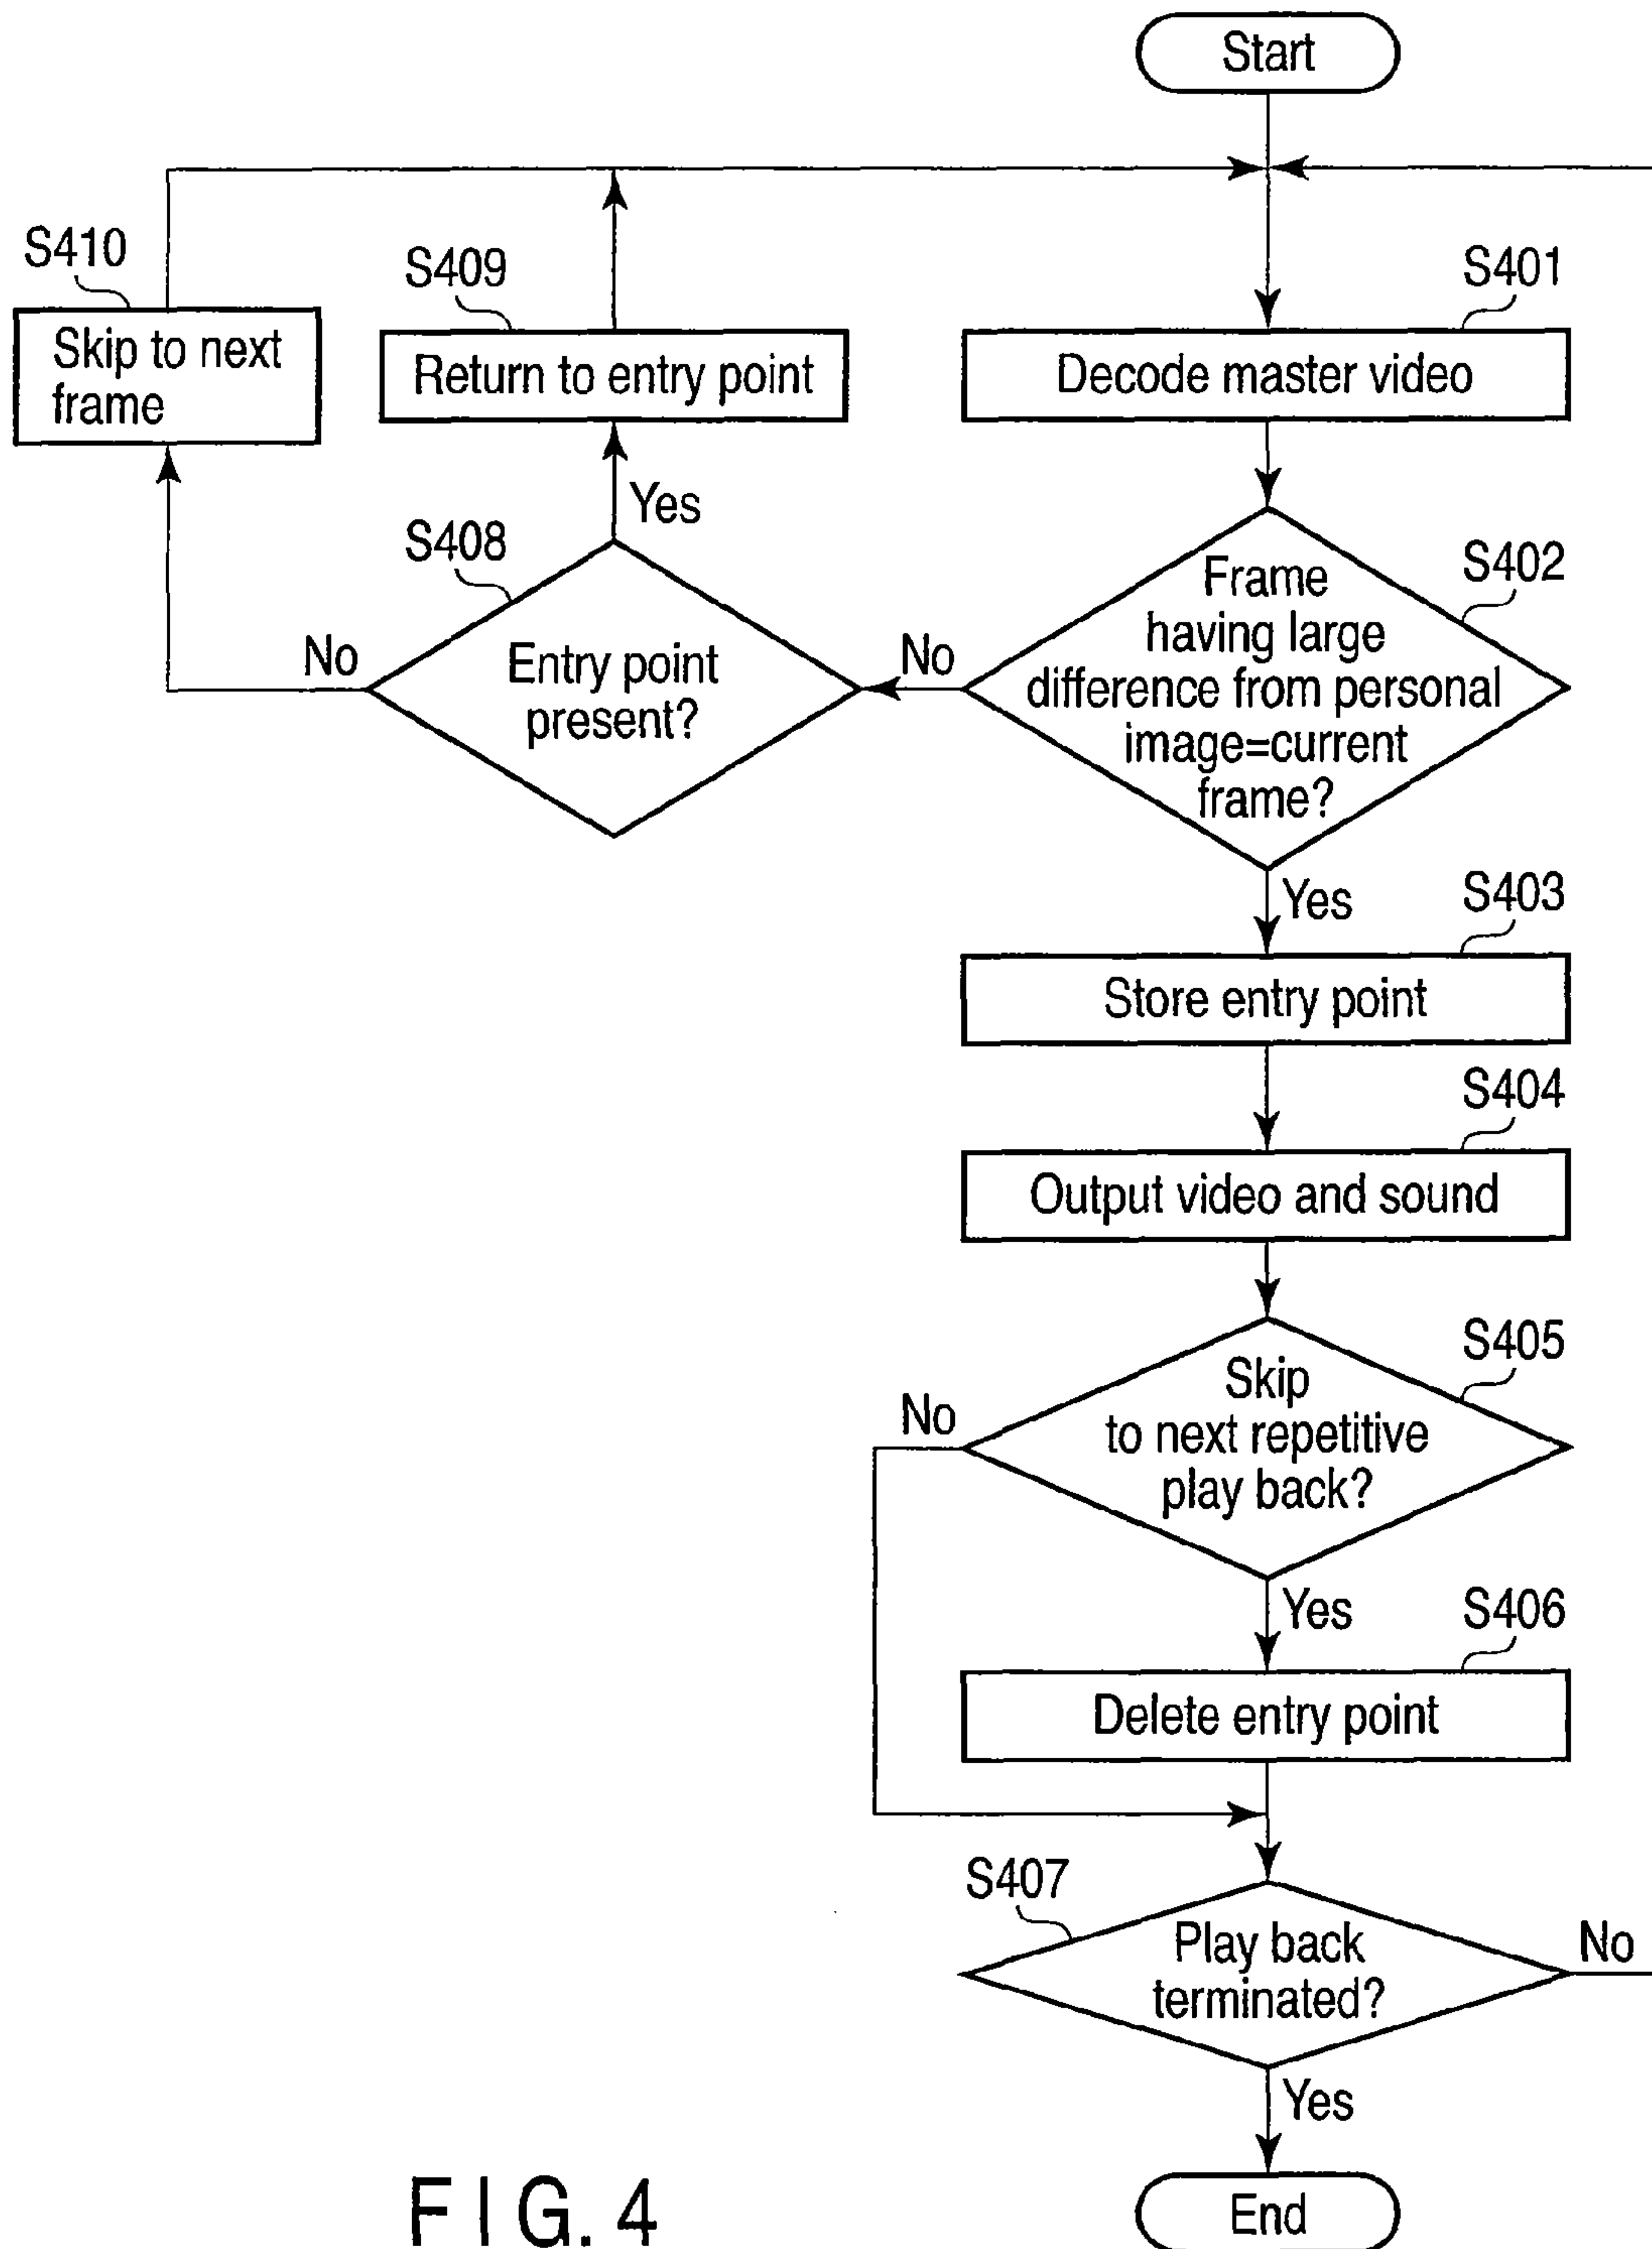 Start
S410
S409
S401
Skip to next
frame
Return to entry point
Decode master video
Yes
S408
S402
Frame
having large
difference from personal
image=current
frame?
No
Entry point
present?
No
Yes
S403
Store entry point
S404
Output video and sound
S405
Skip
to next repetitive
play back?
No
Yes
S406
Delete entry point
S407
Play back
terminated?
No
Yes
End
FIG. 4